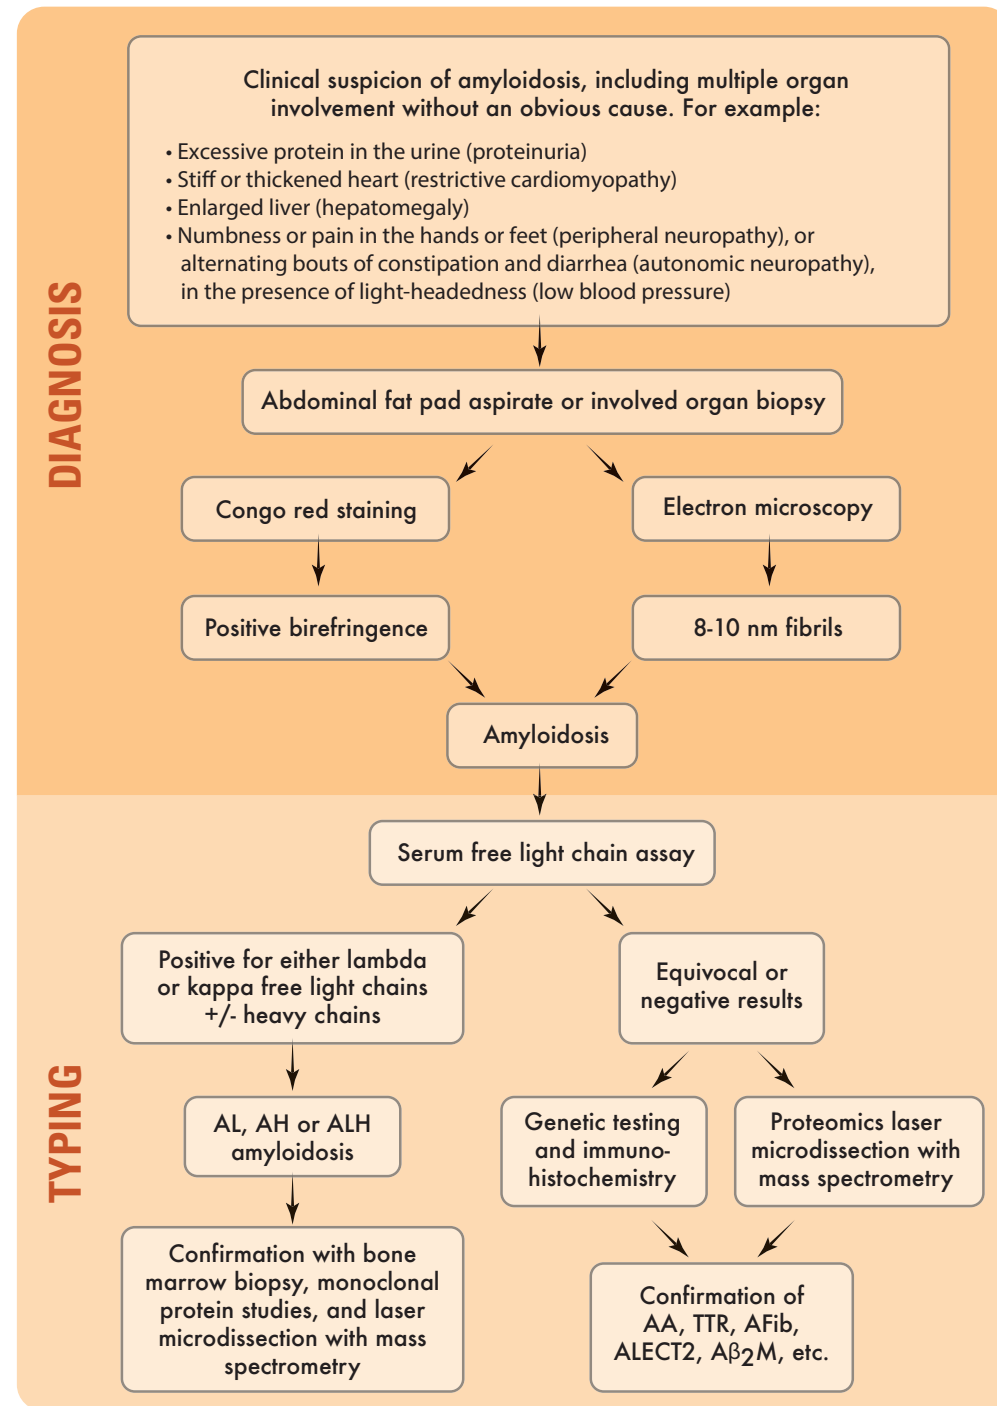 DIAGNOSIS
Clinical suspicion of amyloidosis, including multiple organ
involvement without an obvious cause. For example:
• Excessive protein in the urine (proteinuria)
• Stiff or thickened heart (restrictive cardiomyopathy)
• Enlarged liver (hepatomegaly)
• Numbness or pain in the hands or feet (peripheral neuropathy), or
alternating bouts of constipation and diarrhea (autonomic neuropathy),
in the presence of light-headedness (low blood pressure)
Abdominal fat pad aspirate or involved organ biopsy
Congo red staining
Electron microscopy
Positive birefringence
8-10 nm fibrils
Amyloidosis
TYPING
Serum free light chain assay
Positive for either lambda
or kappa free light chains
+/- heavy chains
Equivocal or
negative results
AL, AH or ALH
amyloidosis
Genetic testing
and immuno-
histochemistry
Proteomics laser
microdissection with
mass spectrometry
Confirmation with bone
marrow biopsy, monoclonal
protein studies, and laser
microdissection with mass
spectrometry
Confirmation of
AA, TTR, AFib,
ALECT2, Aβ₂M, etc.